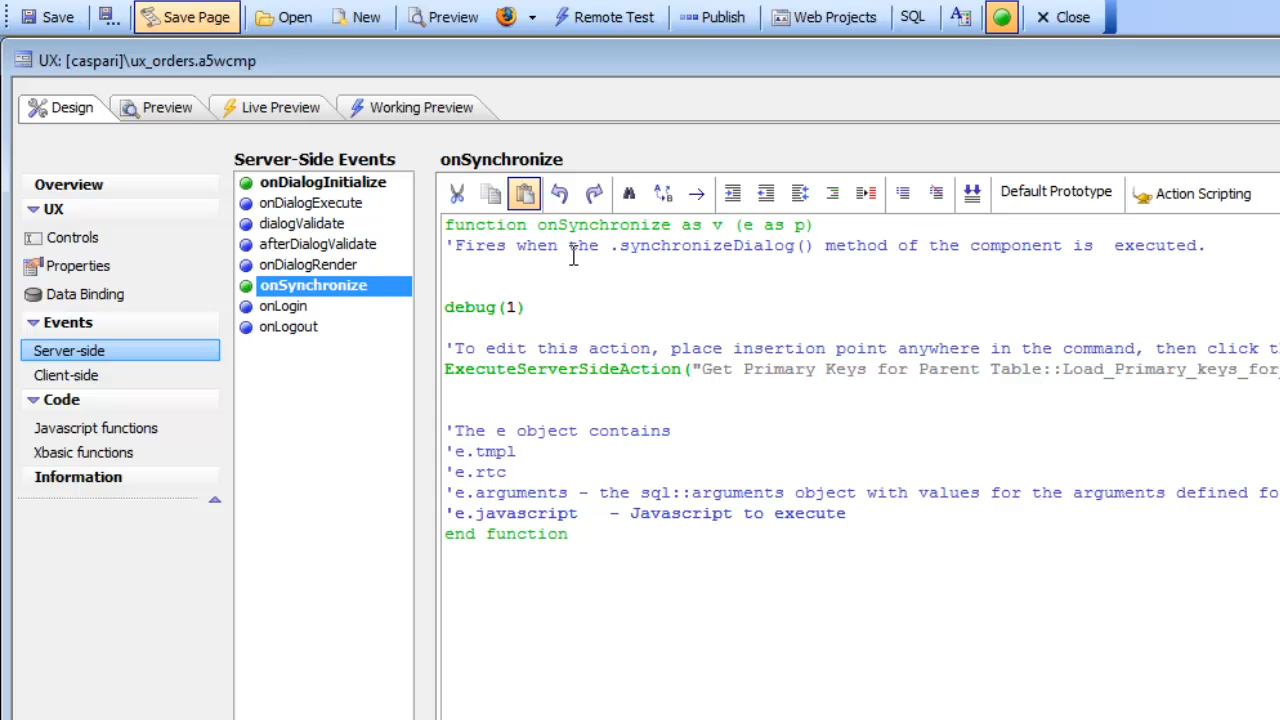 Save
Save Page
Open
New
Preview
Remote Test
Publish
Web Projects
SQL
Close
UX: [caspari]\ux_orders.a5wcmp
Design
Preview
Live Preview
Working Preview
Overview
UX
Controls
Properties
Data Binding
Events
Server-side
Client-side
Code
Javascript functions
Xbasic functions
Information
Server-Side Events
onDialogInitialize
onDialogExecute
dialogValidate
afterDialogValidate
onDialogRender
onSynchronize
onLogin
onLogout
onSynchronize
Default Prototype
Action Scripting
function onSynchronize as v (e as p)
'Fires when the .synchronizeDialog() method of the component is  executed.
debug(1)
'To edit this action, place insertion point anywhere in the command, then click th
ExecuteServerSideAction("Get Primary Keys for Parent Table::Load_Primary_keys_for_
'The e object contains
'e.tmpl
'e.rtc
'e.arguments - the sql::arguments object with values for the arguments defined fo
'e.javascript   - Javascript to execute
end function